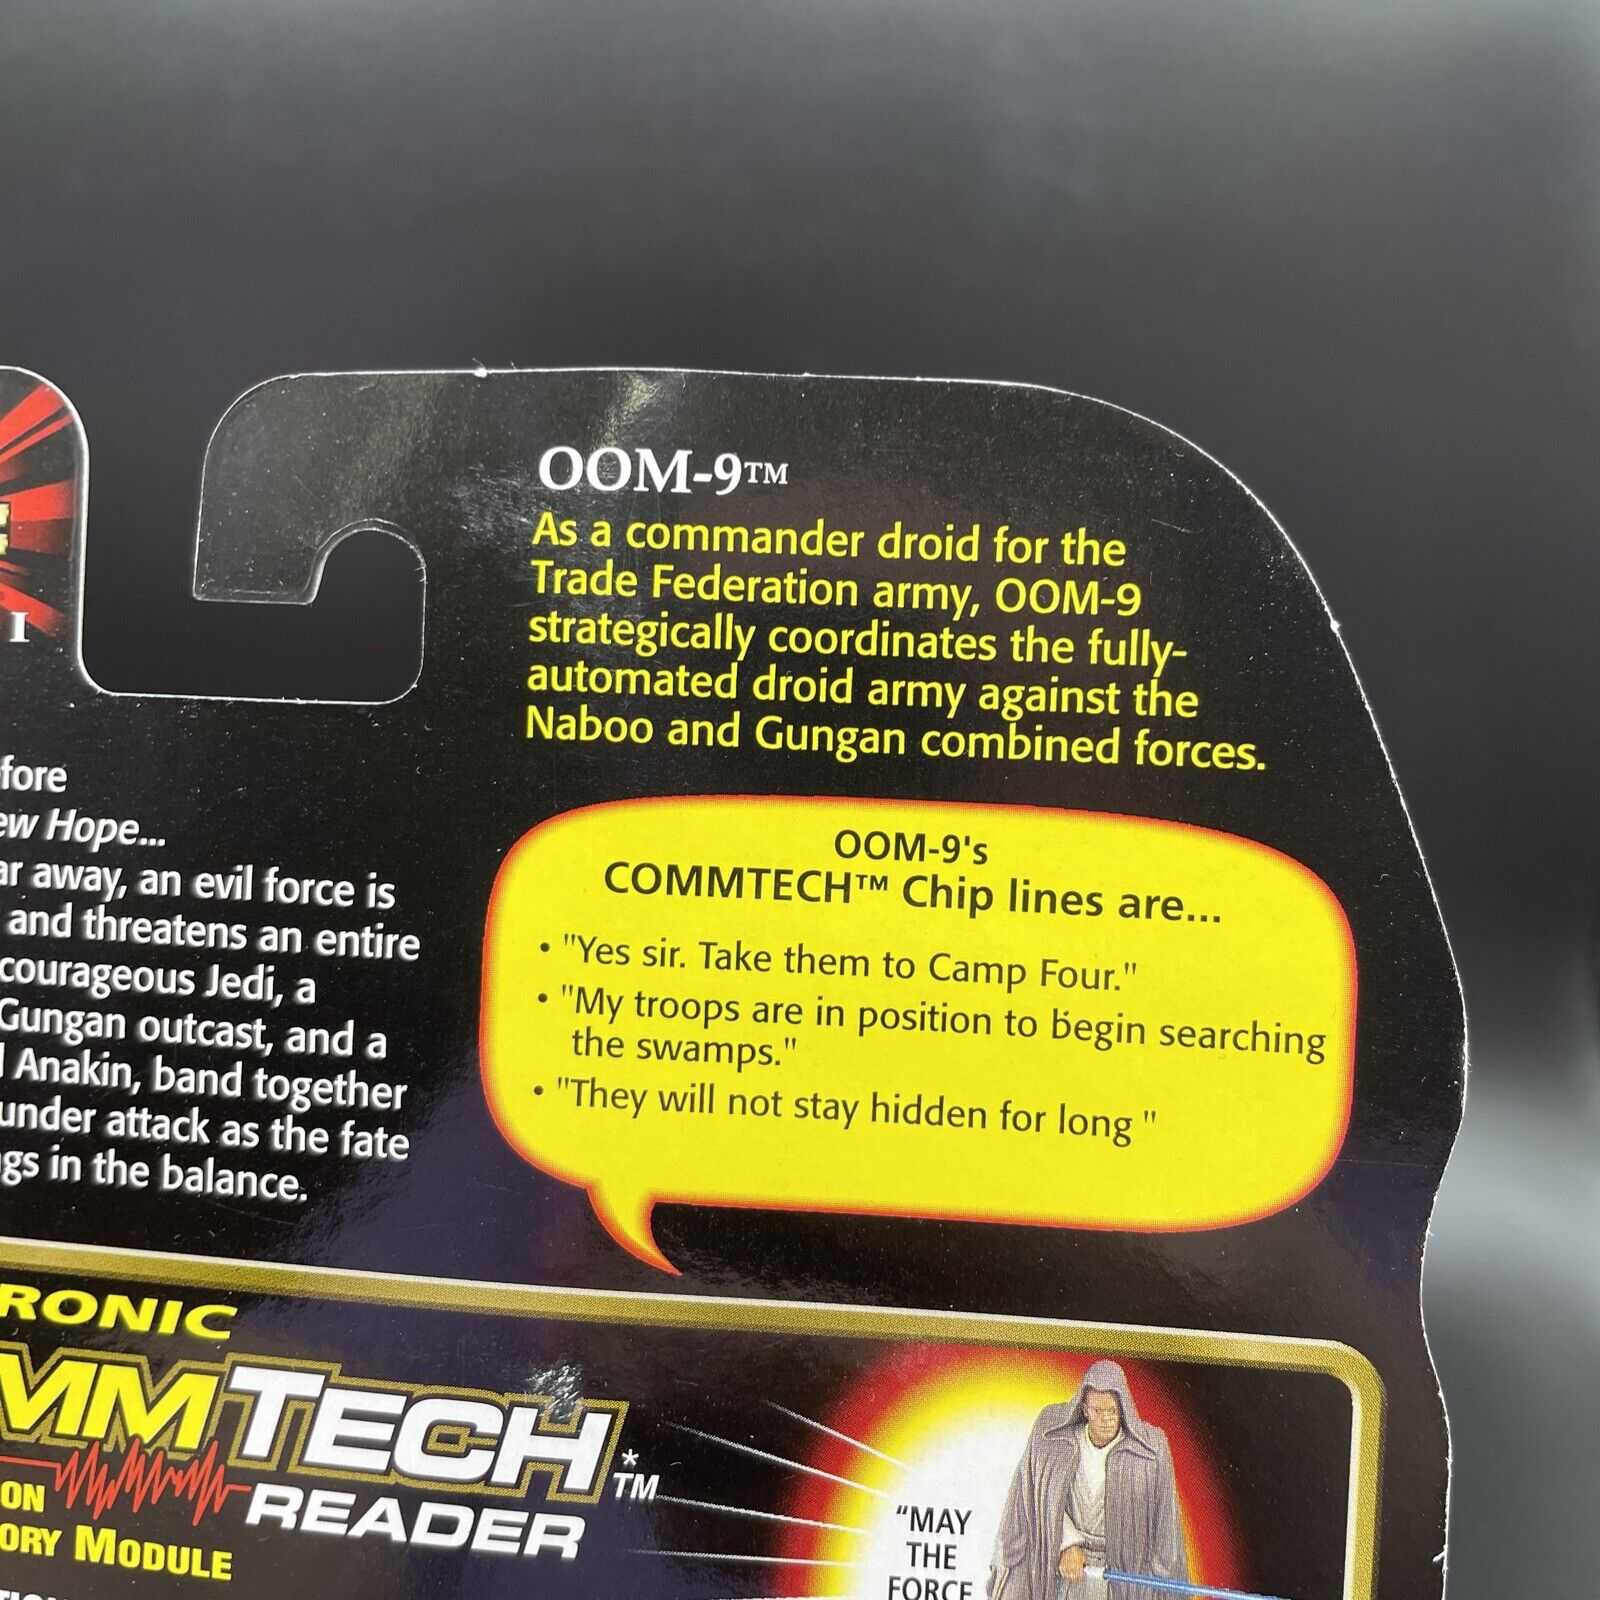 OOM-9™
As a commander droid for the
Trade Federation army, OOM-9
strategically coordinates the fully-
automated droid army against the
Naboo and Gungan combined forces.
I
fore
ew Hope...
ar away, an evil force is
and threatens an entire
courageous Jedi, a
Gungan outcast, and a
Anakin, band together
under attack as the fate
gs in the balance.
OOM-9's
COMMTECH™ Chip lines are...
• "Yes sir. Take them to Camp Four."
• "My troops are in position to begin searching
the swamps."
• "They will not stay hidden for long "
RONIC
MMTECH*™
READER
ON
ORY MODULE
"MAY
THE
FORCE